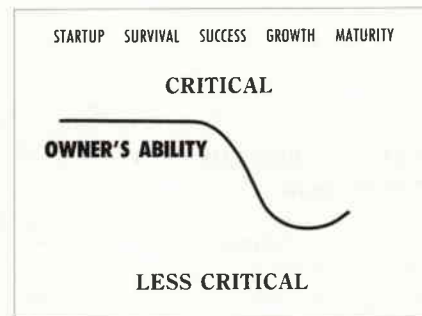 STARTUP SURVIVAL SUCCESS GROWTH MATURITY
CRITICAL
OWNER'S ABILITY
LESS CRITICAL